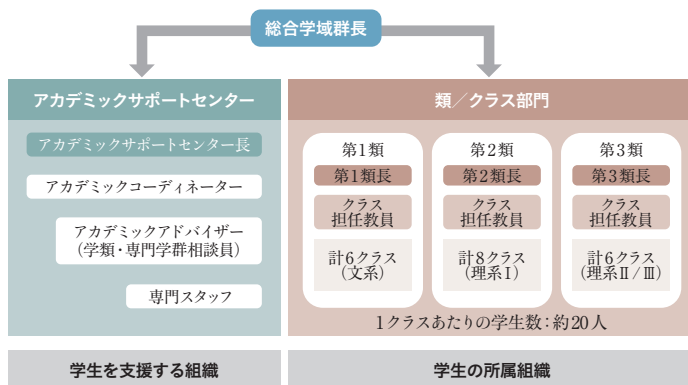 総合学域群長
アカデミックサポートセンター
アカデミックサポートセンター長
アカデミックコーディネーター
アカデミックアドバイザー
(学類・専門学群相談員)
専門スタッフ
学生を支援する組織
類/クラス部門
第1類
第1類長
クラス
担任教員
計6クラス
(文系)
第2類
第2類長
クラス
担任教員
計8クラス
(理系Ⅰ)
第3類
第3類長
クラス
担任教員
計6クラス
(理系Ⅱ/Ⅲ)
1クラスあたりの学生数:約20人
学生の所属組織